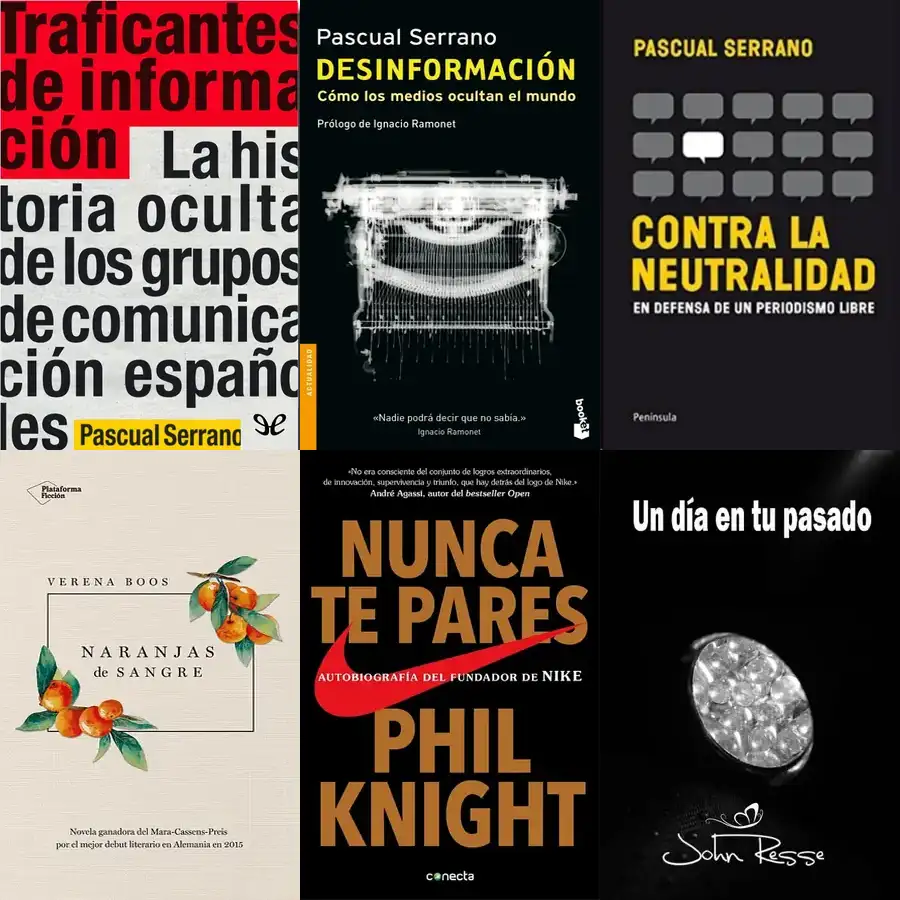 Traficantes
de informa
ción
La his
toria oculta
de los grupos
de comunica
ción españo
les
Pascual Serrano
Pascual Serrano
DESINFORMACIÓN
Cómo los medios ocultan el mundo
Prólogo de Ignacio Ramonet
ACTUALIDAD
«Nadie podrá decir que no sabía.»
Ignacio Ramonet
booket
PASCUAL SERRANO
CONTRA LA
NEUTRALIDAD
EN DEFENSA DE UN PERIODISMO LIBRE
Península
Plataforma
Ficción
VERENA BOOS
NARANJAS
de SANGRE
Novela ganadora del Mara-Cassens-Preis
por el mejor debut literario en Alemania en 2015
«No era consciente del conjunto de logros extraordinarios,
de innovación, supervivencia y triunfo, que hay detrás del logo de Nike.»
André Agassi, autor del bestseller Open
NUNCA
TE PARES
AUTOBIOGRAFÍA DEL FUNDADOR DE NIKE
PHIL
KNIGHT
conecta
Un día en tu pasado
John Resse